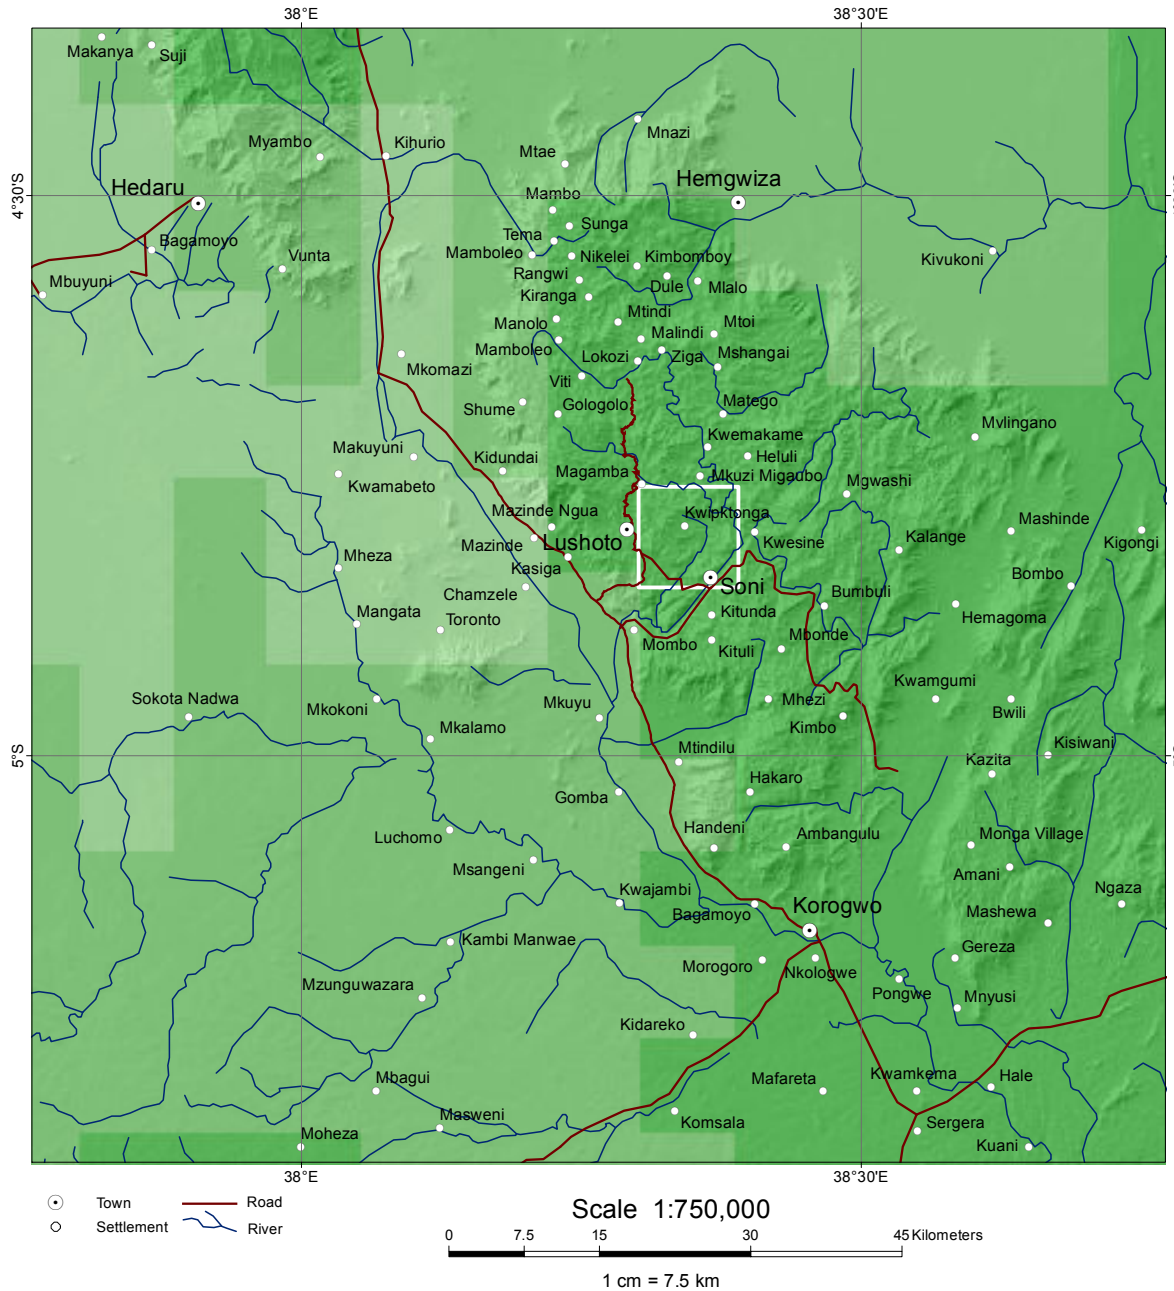 38°E
38°30'E
Makanya
Suji
Mnazi
Myambo
Kihurio
Mtae
Hedaru
Hemgwiza
4°30'S
Mambo
Sunga
Bagamoyo
Tema
Mamboleo
Nikelei
Kimbomboy
Kivukoni
Vunta
Rangwi
Dule
Mlalo
Mbuyuni
Kiranga
Manolo
Mtindi
Malindi
Mtoi
Mamboleo
Lokozi
Ziga
Mshangai
Mkomazi
Viti
Shume
Gologolo
Matego
Mvlingano
Kwemakame
Makuyuni
Kidundai
Magamba
Heluli
Mkuzi Migaubo
Kwamabeto
Mgwashi
Mazinde Ngua
Kwipktonga
Mashinde
Mazinde
Lushoto
Kwesine
Kalange
Kigongi
Mheza
Kasiga
Bombo
Chamzele
Soni
Bumbuli
Mangata
Toronto
Kitunda
Hemagoma
Mombo
Kituli
Mbonde
Kwamgumi
Sokota Nadwa
Mkokoni
Mkuyu
Mhezi
Bwili
Mkalamo
Kimbo
5°S
Mtindilu
Kisiwani
Kazita
Gomba
Hakaro
Luchomo
Handeni
Ambangulu
Monga Village
Msangeni
Amani
Kwajambi
Bagamoyo
Korogwo
Ngaza
Mashewa
Kambi Manwae
Morogoro
Nkologwe
Gereza
Mzunguwazara
Pongwe
Mnyusi
Kidareko
Mbagui
Mafareta
Kwamkema
Hale
Masweni
Komsala
Sergera
Moheza
Kuani
38°E
38°30'E
Town
Road
Settlement
River
Scale 1:750,000
0 7.5 15 30 45 Kilometers
1 cm = 7.5 km